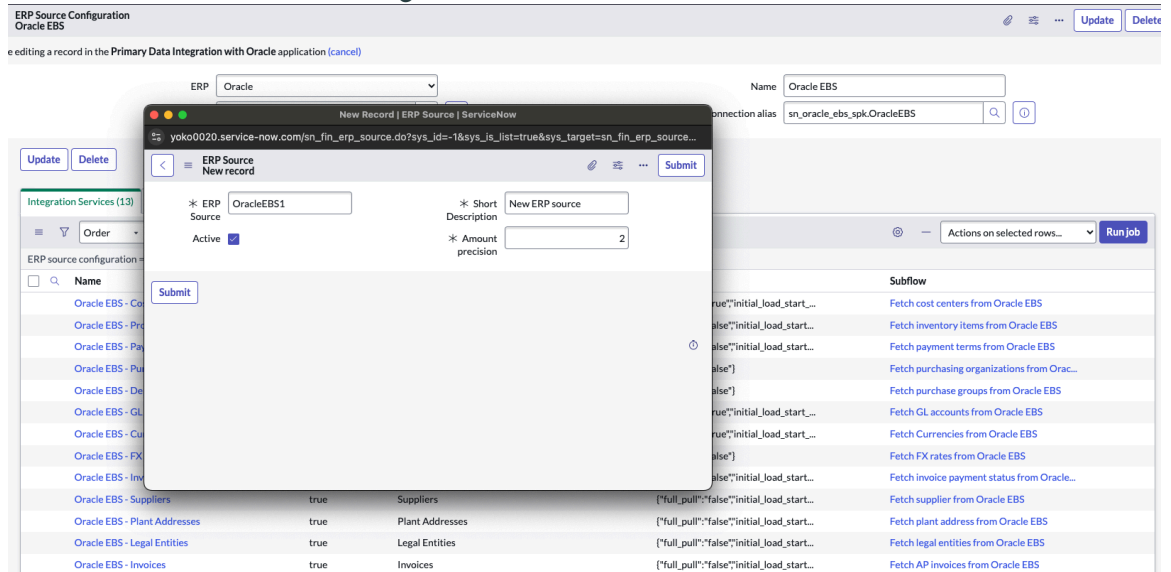 ERP Source Configuration
Oracle EBS
Update Delete
e editing a record in the Primary Data Integration with Oracle application (cancel)
ERP Oracle
Name Oracle EBS
onnection alias sn_oracle_ebs_spk.OracleEBS
New Record | ERP Source | ServiceNow
yoko0020.service-now.com/sn_fin_erp_source.do?sys_id=-1&sys_is_list=true&sys_target=sn_fin_erp_source...
Update Delete
ERP Source
New record
Submit
Integration Services (13)
ERP Source OracleEBS1
Short Description New ERP source
Active
Amount precision 2
Order
Actions on selected rows... Run job
ERP source configuration =
Submit
Name Subflow
Oracle EBS - Co rue","initial_load_start_... Fetch cost centers from Oracle EBS
Oracle EBS - Pro alse","initial_load_start... Fetch inventory items from Oracle EBS
Oracle EBS - Pay alse","initial_load_start... Fetch payment terms from Oracle EBS
Oracle EBS - Pu alse"} Fetch purchasing organizations from Orac...
Oracle EBS - De alse"} Fetch purchase groups from Oracle EBS
Oracle EBS - GL rue","initial_load_start_... Fetch GL accounts from Oracle EBS
Oracle EBS - Cu rue","initial_load_start_... Fetch Currencies from Oracle EBS
Oracle EBS - FX alse"} Fetch FX rates from Oracle EBS
Oracle EBS - Inv alse","initial_load_start... Fetch invoice payment status from Oracle...
Oracle EBS - Suppliers true Suppliers {"full_pull":"false","initial_load_start... Fetch supplier from Oracle EBS
Oracle EBS - Plant Addresses true Plant Addresses {"full_pull":"false","initial_load_start... Fetch plant address from Oracle EBS
Oracle EBS - Legal Entities true Legal Entities {"full_pull":"false","initial_load_start... Fetch legal entities from Oracle EBS
Oracle EBS - Invoices true Invoices {"full_pull":"false","initial_load_start... Fetch AP invoices from Oracle EBS